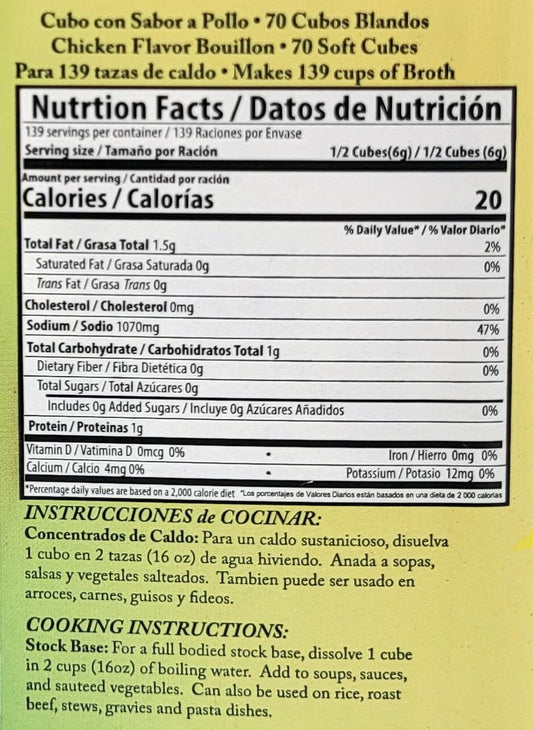 Cubo con Sabor a Pollo • 70 Cubos Blandos
Chicken Flavor Bouillon • 70 Soft Cubes
Para 139 tazas de caldo • Makes 139 cups of Broth
Nutrtion Facts / Datos de Nutrición
139 servings per container / 139 Raciones por Envase
Serving size / Tamaño por Ración 1/2 Cubes(6g) / 1/2 Cubes (6g)
Amount per serving / Cantidad por ración
Calories / Calorías 20
% Daily Value* / % Valor Diario*
Total Fat / Grasa Total 1.5g 2%
Saturated Fat / Grasa Saturada 0g 0%
Trans Fat / Grasa Trans 0g
Cholesterol / Cholesterol 0mg 0%
Sodium / Sodio 1070mg 47%
Total Carbohydrate / Carbohidratos Total 1g 0%
Dietary Fiber / Fibra Dietética 0g 0%
Total Sugars / Total Azúcares 0g
Includes 0g Added Sugars / Incluye 0g Azúcares Añadidos 0%
Protein / Proteinas 1g
Vitamin D / Vatimina D 0mcg 0% • Iron / Hierro 0mg 0%
Calcium / Calcio 4mg 0% • Potassium / Potasio 12mg 0%
*Percentage daily values are based on a 2,000 calorie diet *Los porcentajes de Valores Diarios están basados en una dieta de 2 000 calorias
INSTRUCCIONES de COCINAR:
Concentrados de Caldo: Para un caldo sustanicioso, disuelva
1 cubo en 2 tazas (16 oz) de agua hiviendo. Anada a sopas,
salsas y vegetales salteados. Tambien puede ser usado en
arroces, carnes, guisos y fideos.
COOKING INSTRUCTIONS:
Stock Base: For a full bodied stock base, dissolve 1 cube
in 2 cups (16oz) of boiling water. Add to soups, sauces,
and sauteed vegetables. Can also be used on rice, roast
beef, stews, gravies and pasta dishes.